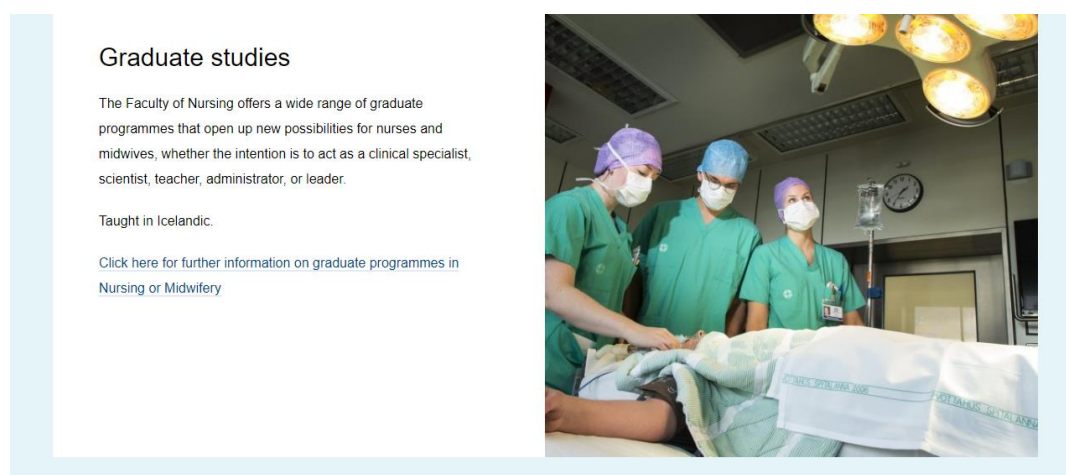 Graduate studies
The Faculty of Nursing offers a wide range of graduate
programmes that open up new possibilities for nurses and
midwives, whether the intention is to act as a clinical specialist,
scientist, teacher, administrator, or leader.
Taught in Icelandic.
Click here for further information on graduate programmes in
Nursing or Midwifery
VOTTAHUS SPITALANNA